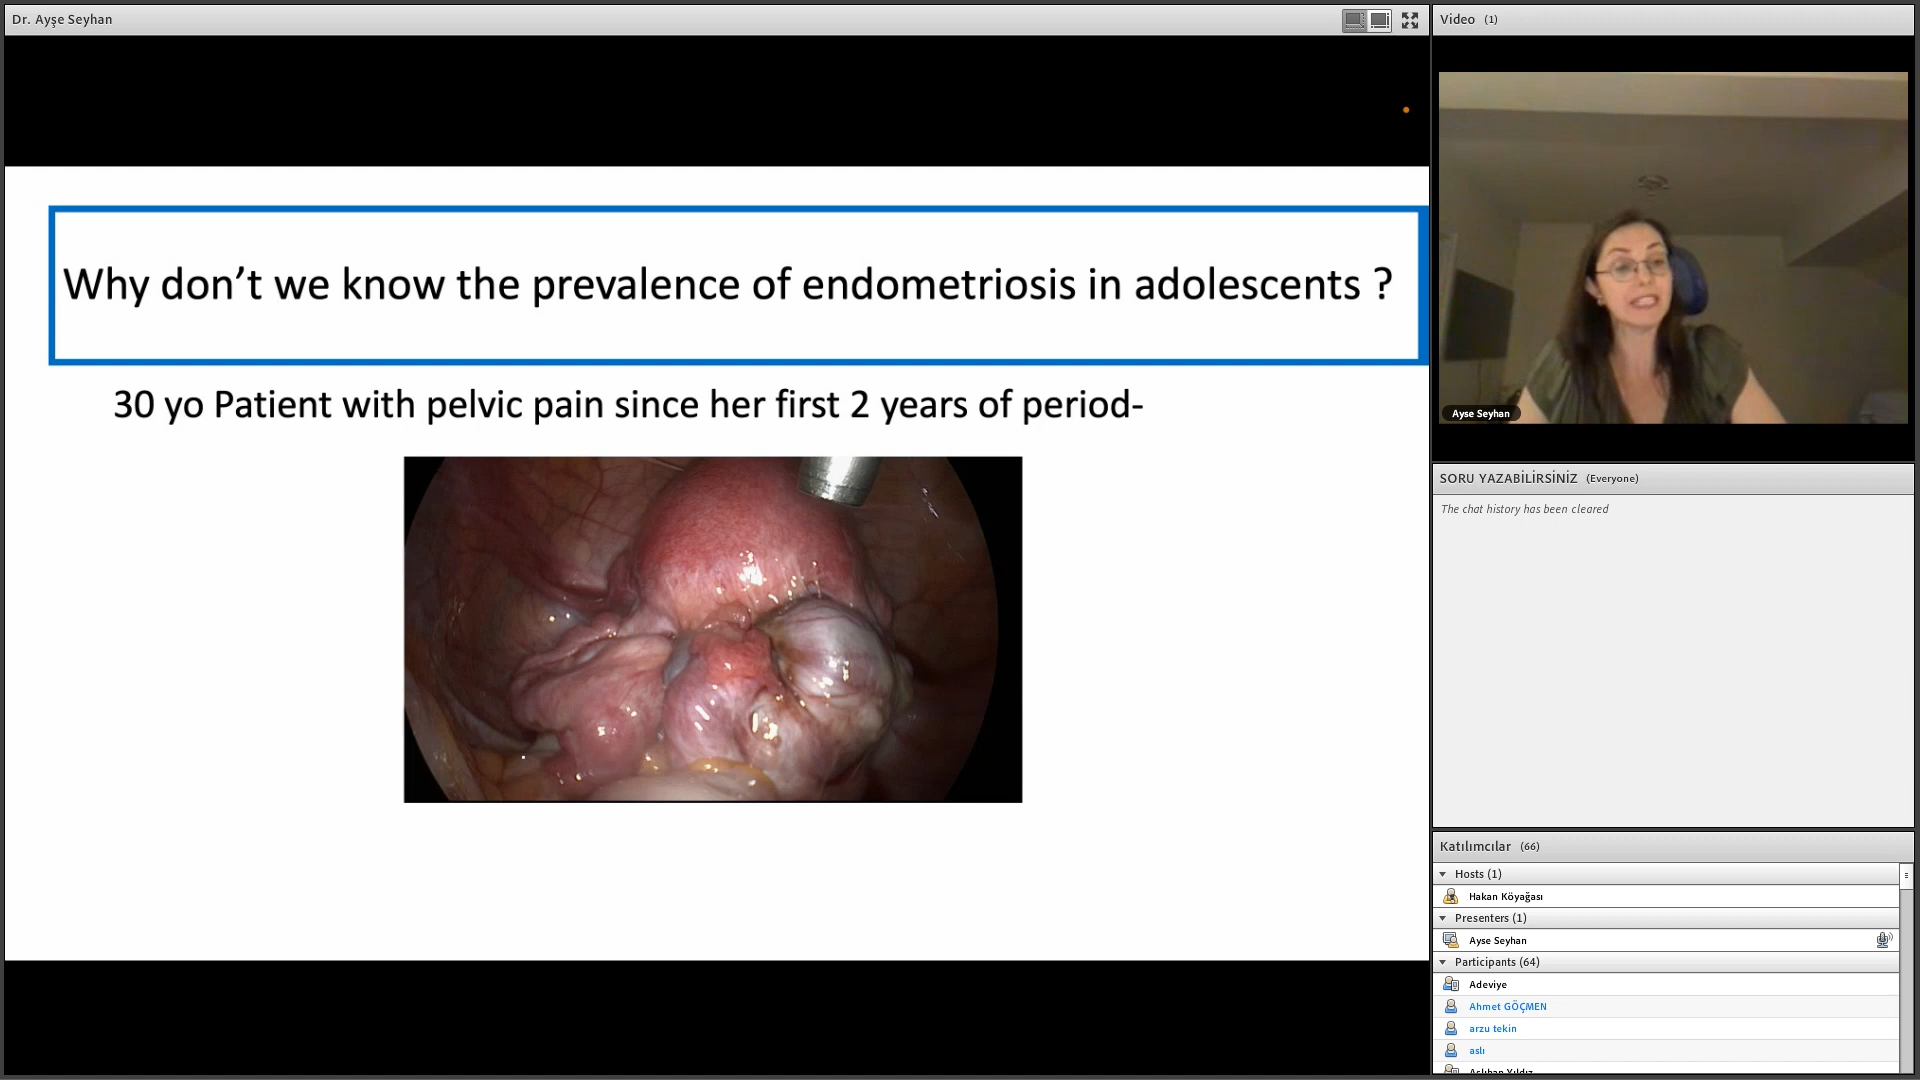 Dr. Ayşe Seyhan
Why don’t we know the prevalence of endometriosis in adolescents ?
30 yo Patient with pelvic pain since her first 2 years of period-
Video (1)
Ayse Seyhan
SORU YAZABİLİRSİNİZ (Everyone)
The chat history has been cleared
Katılımcılar (66)
Hosts (1)
Hakan Köyağası
Presenters (1)
Ayse Seyhan
Participants (64)
Adeviye
Ahmet GÖÇMEN
arzu tekin
aslı
Aslıhan Yıldız